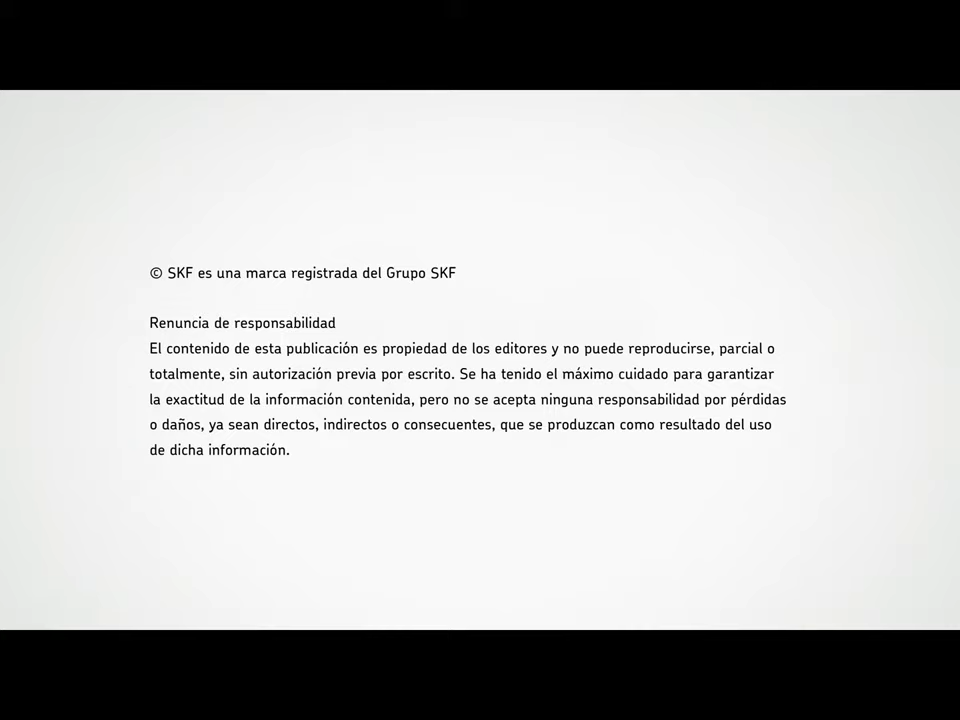 © SKF es una marca registrada del Grupo SKF
Renuncia de responsabilidad
El contenido de esta publicación es propiedad de los editores y no puede reproducirse, parcial o
totalmente, sin autorización previa por escrito. Se ha tenido el máximo cuidado para garantizar
la exactitud de la información contenida, pero no se acepta ninguna responsabilidad por pérdidas
o daños, ya sean directos, indirectos o consecuentes, que se produzcan como resultado del uso
de dicha información.